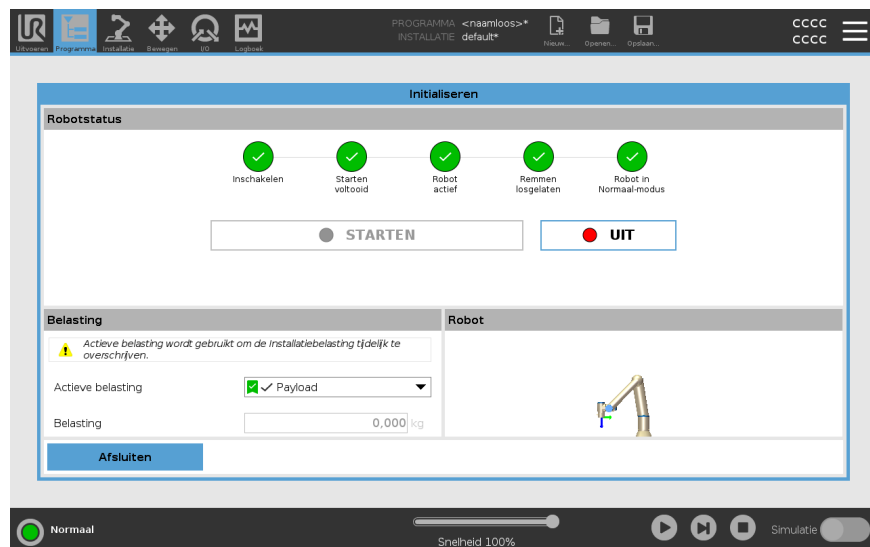 PROGRAMMA <naamloos>*
INSTALLATIE default*
CCCC
CCCC
Uitvoeren Programma Installatie Bewegen I/O Logboek Nieuw... Openen... Opslaan...
Initialiseren
Robotstatus
Inschakelen
Starten
voltooid
Robot
actief
Remmen
losgelaten
Robot in
Normaal-modus
STARTEN
UIT
Belasting
Robot
Actieve belasting wordt gebruikt om de Installatiebelasting tijdelijk te
overschrijven.
Actieve belasting
Payload
Belasting
0,000 kg
Afsluiten
Normaal
Snelheid 100%
Simulatie